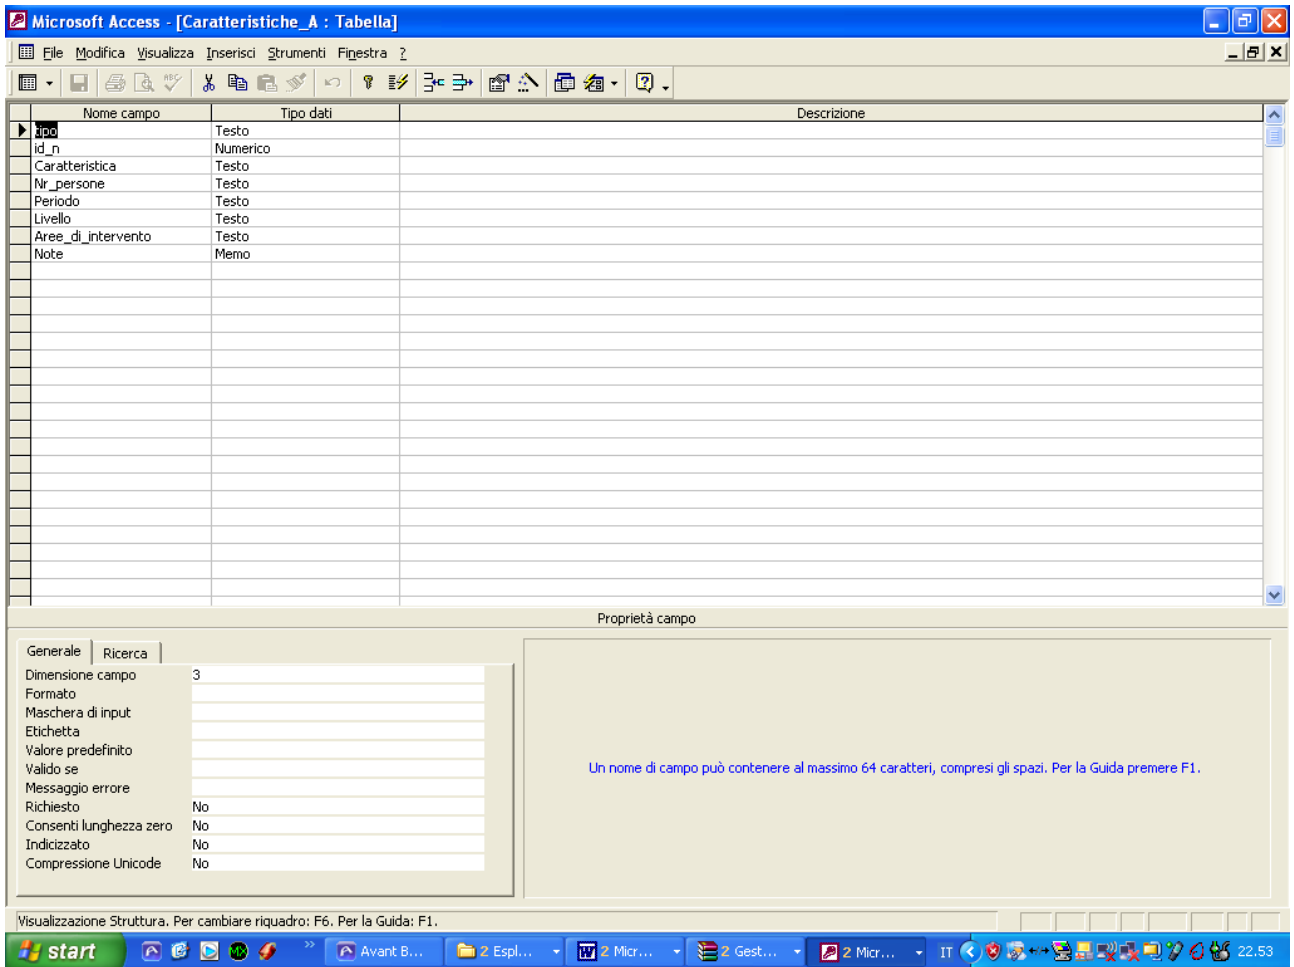 Microsoft Access - [Caratteristiche_A : Tabella]
File Modifica Visualizza Inserisci Strumenti Finestra ?
Nome campo Tipo dati Descrizione
tipo Testo
id_n Numerico
Caratteristica Testo
Nr_persone Testo
Periodo Testo
Livello Testo
Aree_di_intervento Testo
Note Memo
Proprietà campo
Generale Ricerca
Dimensione campo 3
Formato
Maschera di input
Etichetta
Valore predefinito
Valido se
Messaggio errore
Richiesto No
Consenti lunghezza zero No
Indicizzato No
Compressione Unicode No
Un nome di campo può contenere al massimo 64 caratteri, compresi gli spazi. Per la Guida premere F1.
Visualizzazione Struttura. Per cambiare riquadro: F6. Per la Guida: F1.
start Avant B... 2 Espl... 2 Micr... 2 Gest... 2 Micr... IT 22.53